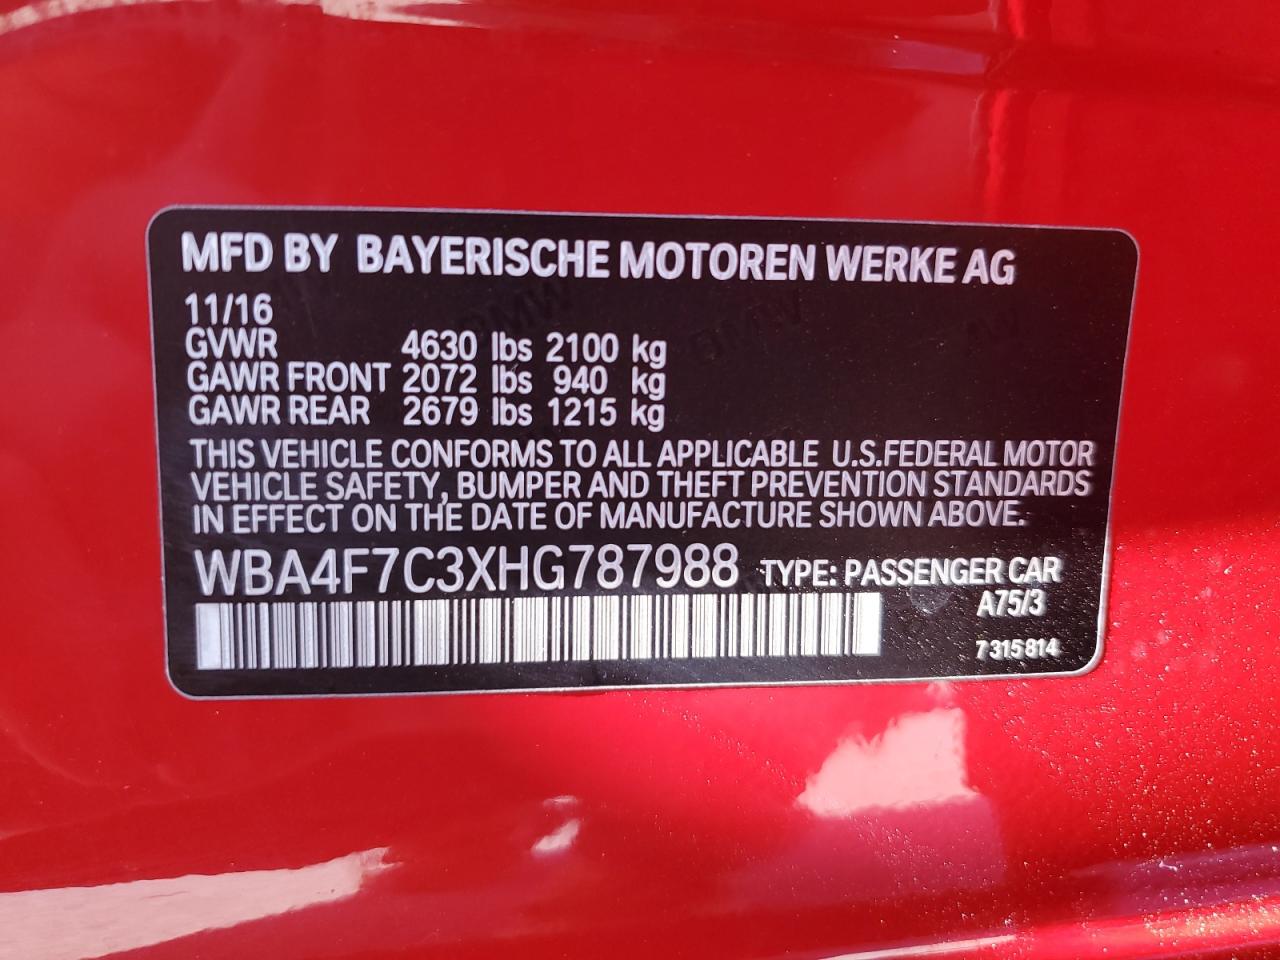 MFD BY BAYERISCHE MOTOREN WERKE AG
11/16
GVWR 4630 lbs 2100 kg
GAWR FRONT 2072 lbs 940 kg
GAWR REAR 2679 lbs 1215 kg
THIS VEHICLE CONFORMS TO ALL APPLICABLE U.S.FEDERAL MOTOR
VEHICLE SAFETY, BUMPER AND THEFT PREVENTION STANDARDS
IN EFFECT ON THE DATE OF MANUFACTURE SHOWN ABOVE.
WBA4F7C3XHG787988 TYPE: PASSENGER CAR
A75/3
7315814